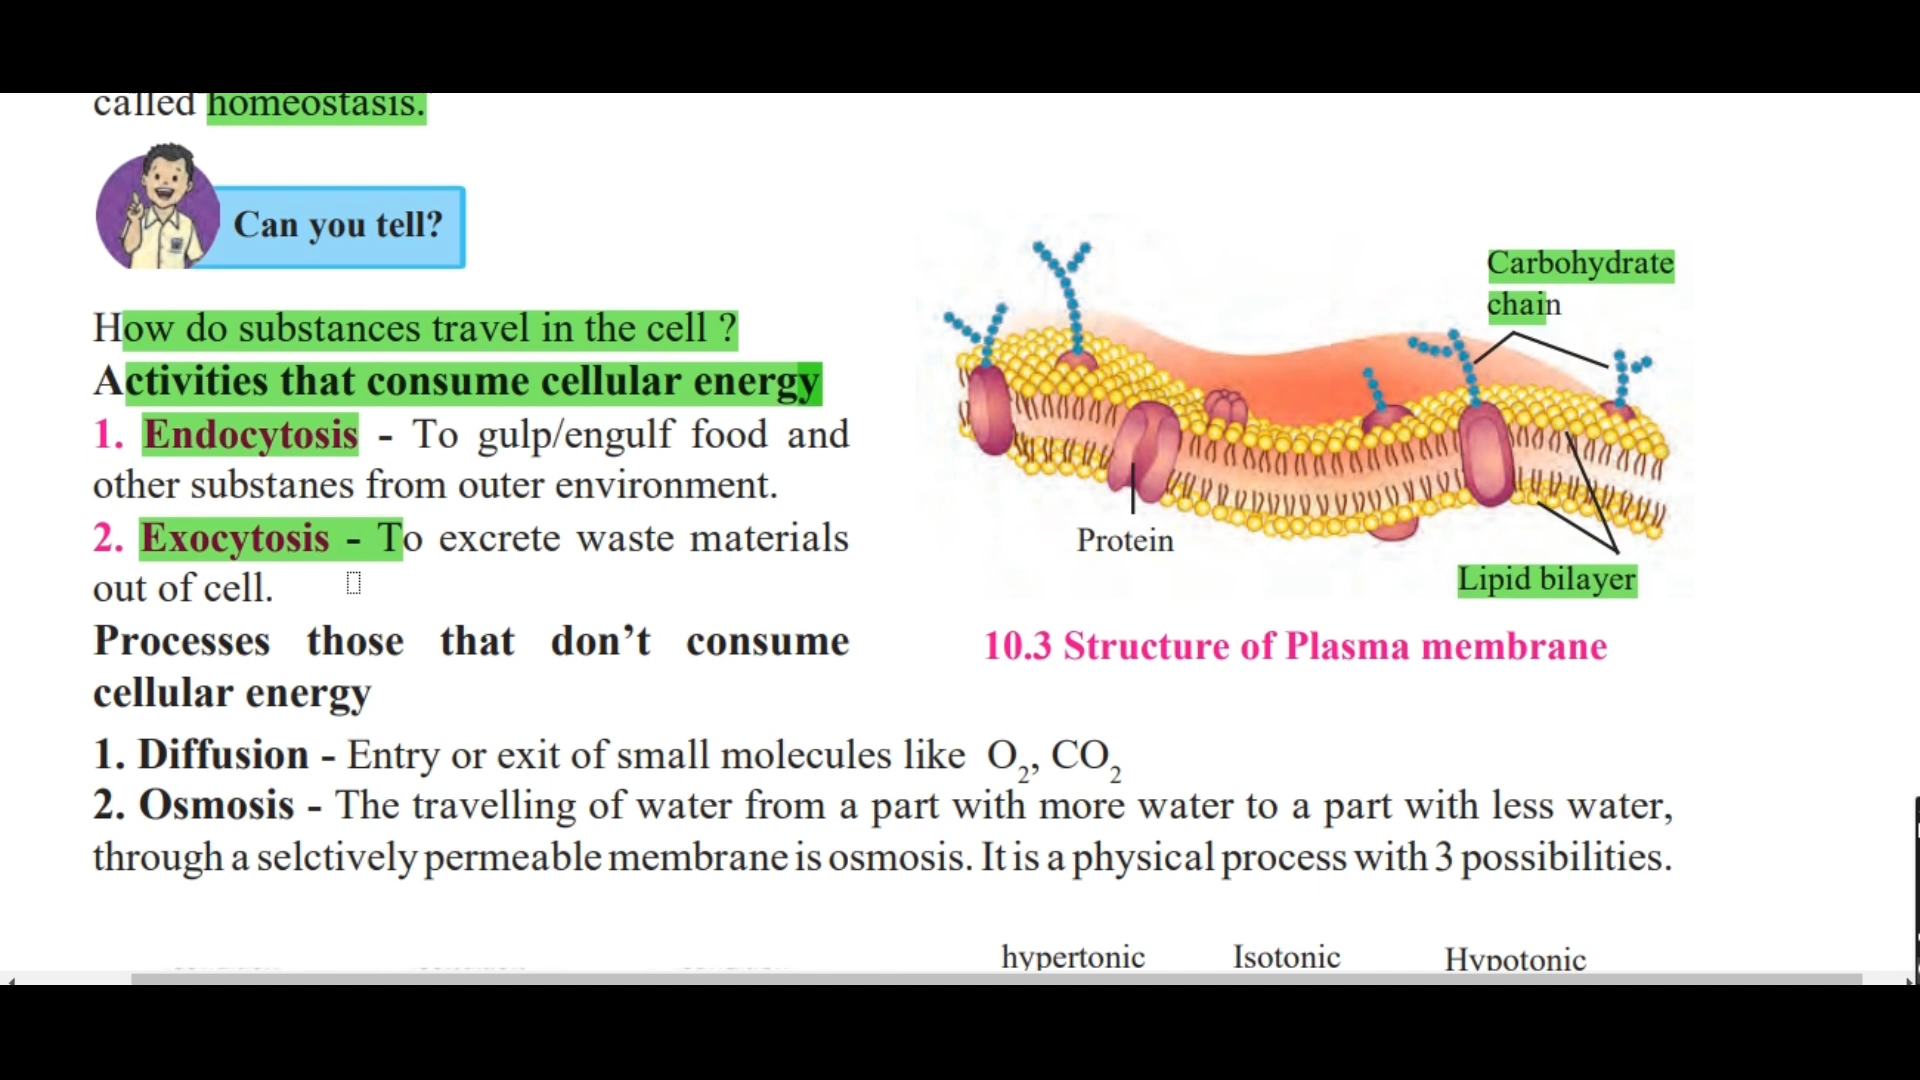 called homeostasis.
Can you tell?
How do substances travel in the cell ?
Activities that consume cellular energy
1. Endocytosis - To gulp/engulf food and
other substanes from outer environment.
2. Exocytosis - To excrete waste materials
out of cell.
Processes those that don’t consume
cellular energy
Carbohydrate
chain
Protein
Lipid bilayer
10.3 Structure of Plasma membrane
1. Diffusion - Entry or exit of small molecules like O₂, CO₂
2. Osmosis - The travelling of water from a part with more water to a part with less water,
through a selctively permeable membrane is osmosis. It is a physical process with 3 possibilities.
hypertonic Isotonic Hypotonic